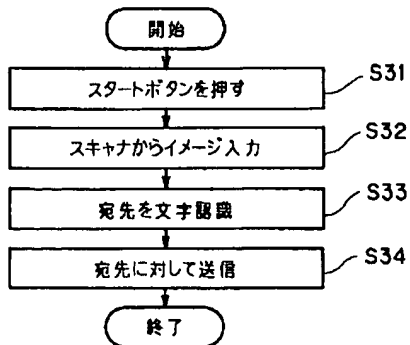 開始
スタートボタンを押す
S31
スキャナからイメージ入力
S32
宛先を文字認識
S33
宛先に対して送信
S34
終了